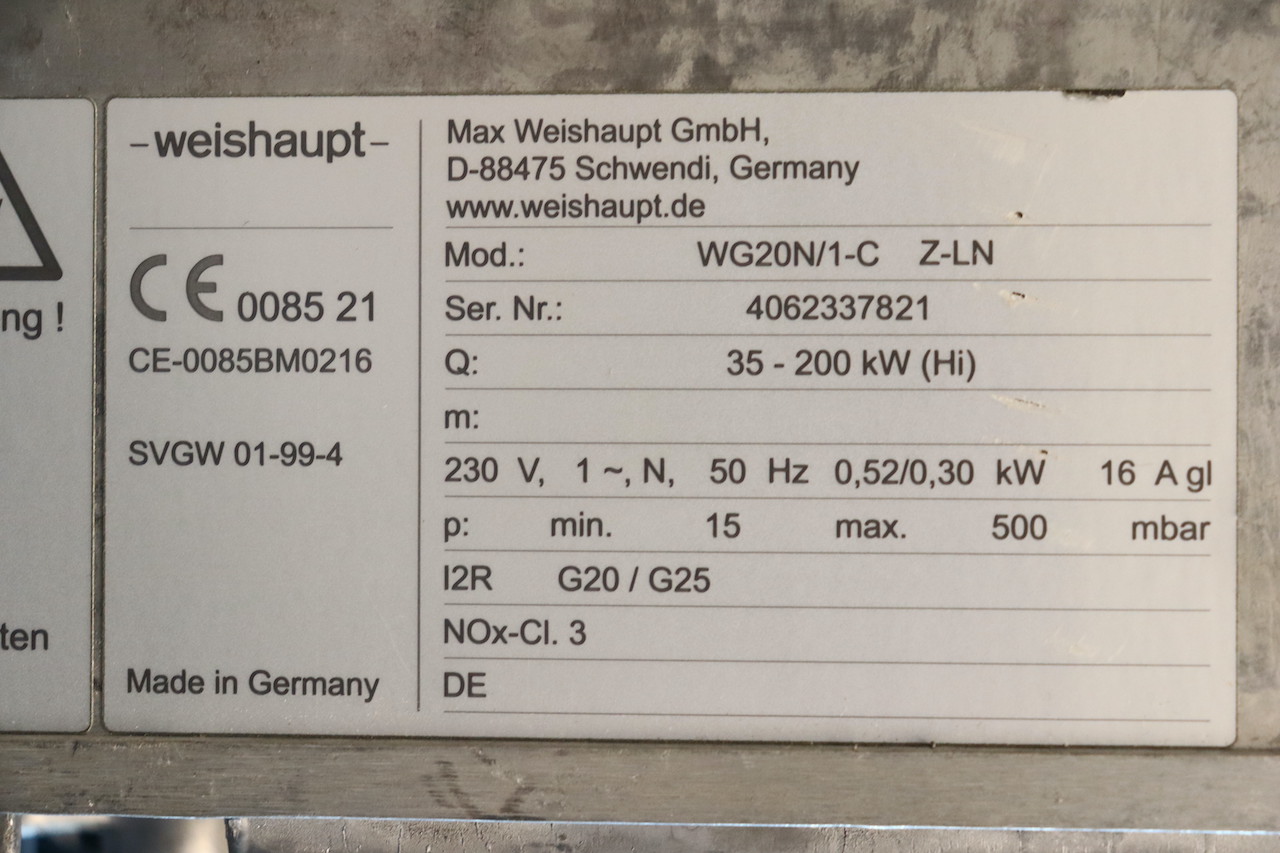 ng !
ten
-weishaupt-
CE 0085 21
CE-0085BM0216
SVGW 01-99-4
Made in Germany
Max Weishaupt GmbH,
D-88475 Schwendi, Germany
www.weishaupt.de
Mod.: WG20N/1-C Z-LN
Ser. Nr.: 4062337821
Q: 35 - 200 kW (Hi)
m:
230 V, 1 ~, N, 50 Hz 0,52/0,30 kW 16 A gl
p: min. 15 max. 500 mbar
I2R G20 / G25
NOx-Cl. 3
DE